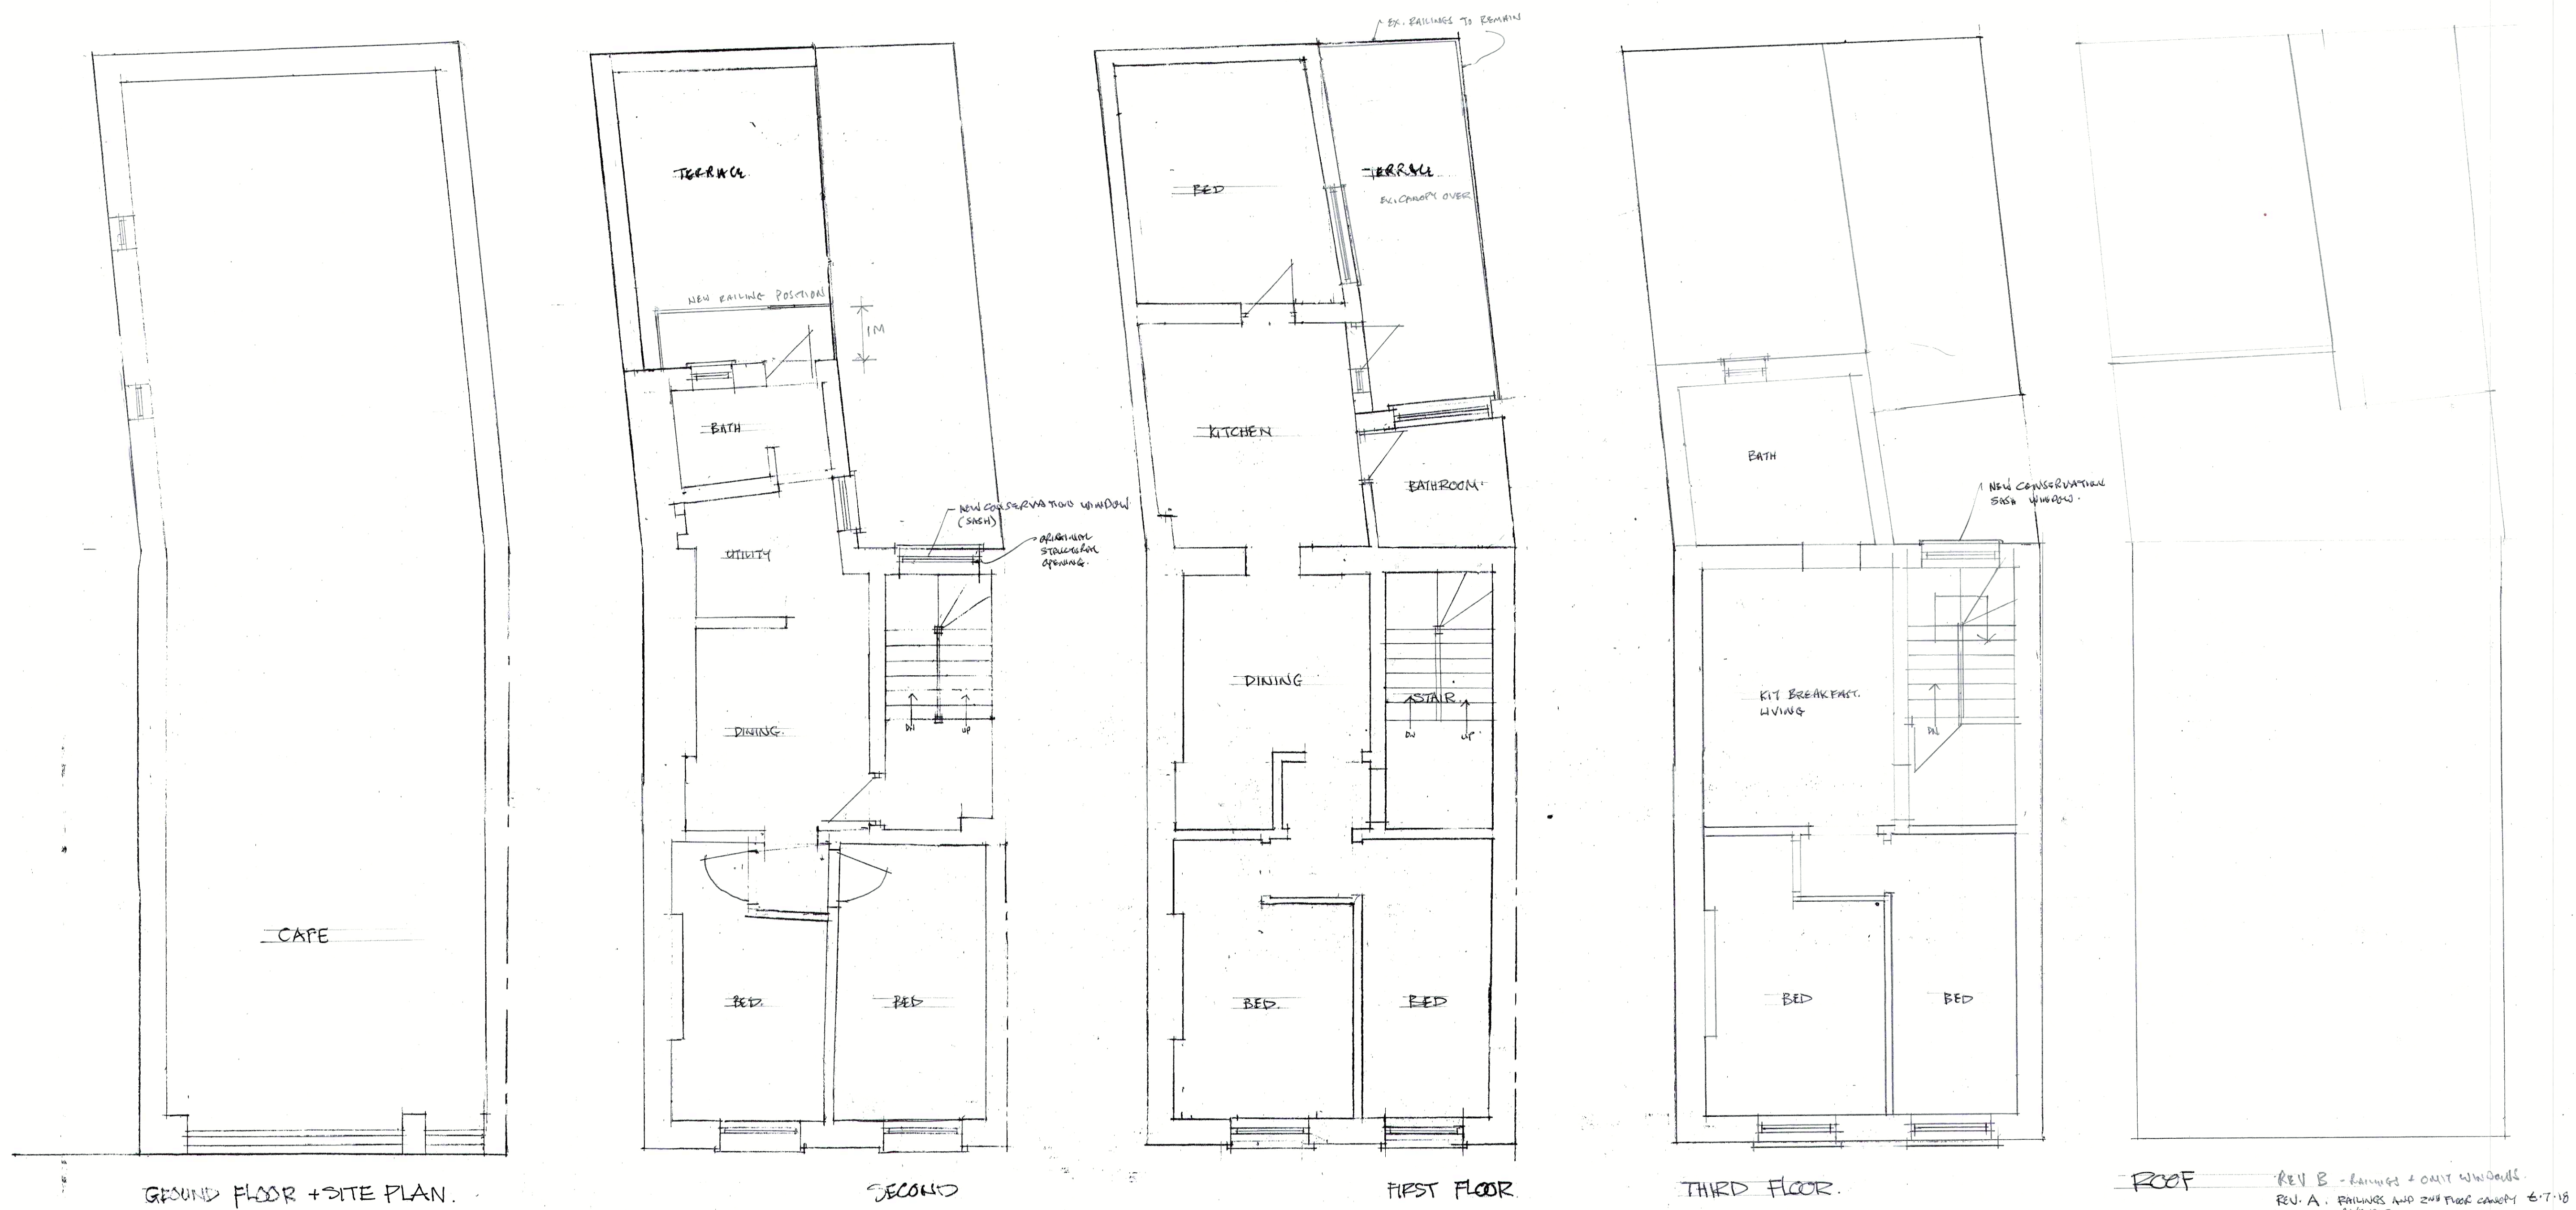 EX. RAILINGS TO REMAIN
TERRACE
NEW RAILING POSITION
1M
BATH
UTILITY
NEW CONSERVATION WINDOW
(SASH)
ORIGINAL
STRUCTURAL
OPENING.
DINING.
DN
UP
BED.
BED
SECOND
BED
TERRACE
EX. CANOPY OVER
KITCHEN
BATHROOM
DINING
STAIR
DN
UP
BED.
BED
FIRST FLOOR
BATH
NEW CONSERVATION
SASH WINDOW.
KIT BREAKFAST.
LIVING
DN
BED
BED
THIRD FLOOR.
CAFE
GROUND FLOOR + SITE PLAN.
ROOF
REV B - RAILINGS + OMIT WINDOWS.
REV. A. RAILINGS AND 2ND FLOOR CANOPY 6.7.18